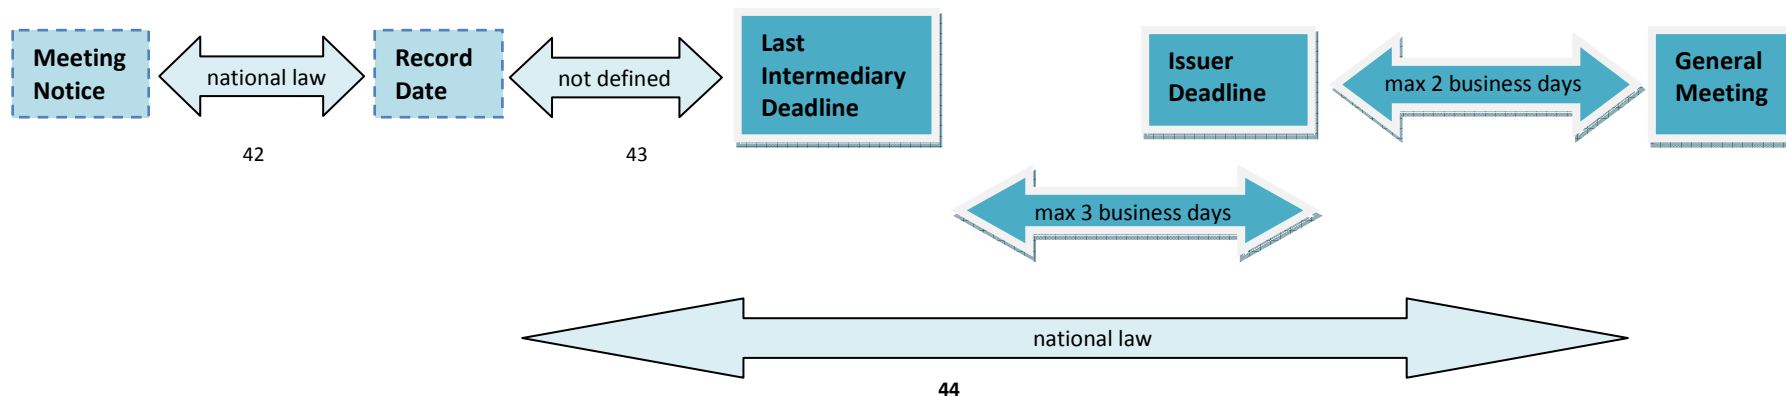 Meeting
Notice
national law
Record
Date
not defined
Last
Intermediary
Deadline
Issuer
Deadline
max 2 business days
General
Meeting
42
43
max 3 business days
national law
44